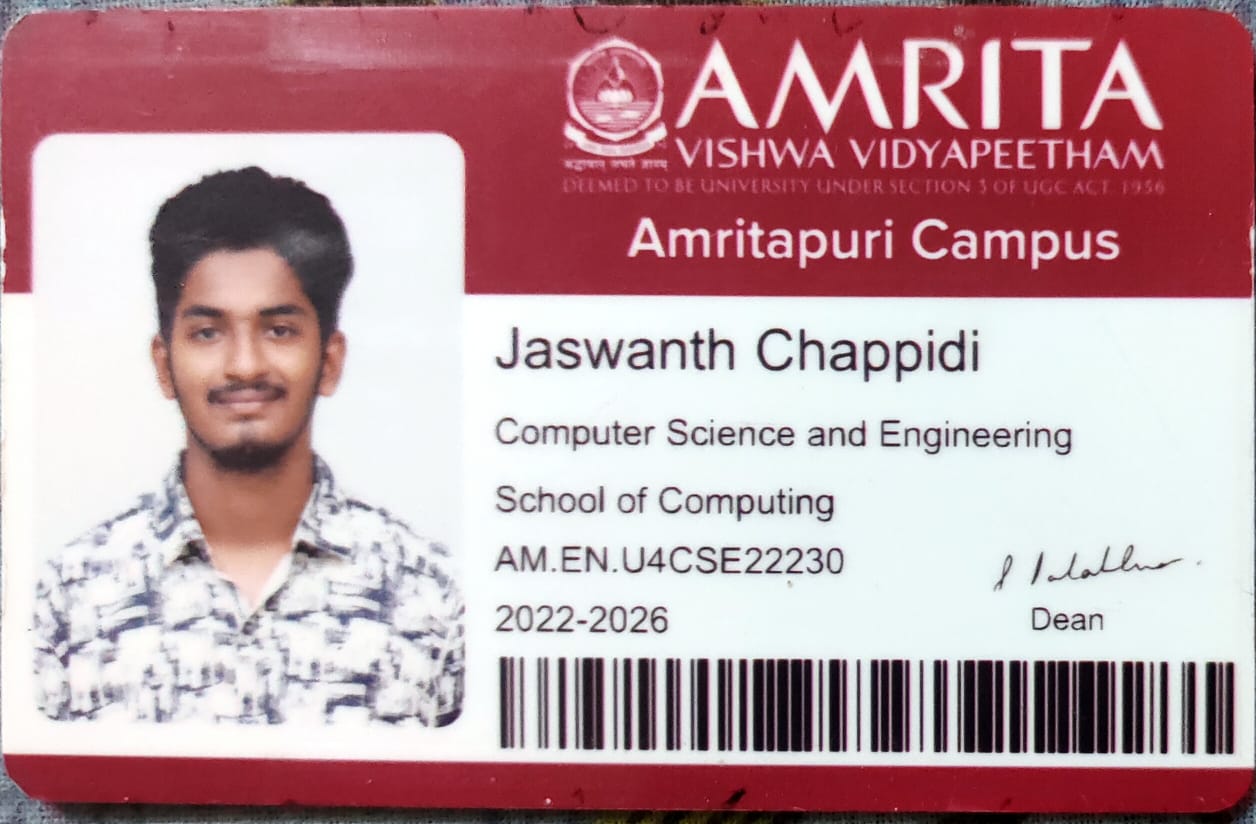 AMRITA
VISHWA VIDYAPEETHAM
DEEMED TO BE UNIVERSITY UNDER SECTION 3 OF UGC ACT, 1956
Amritapuri Campus
Jaswanth Chappidi
Computer Science and Engineering
School of Computing
AM.EN.U4CSE22230
2022-2026
Dean